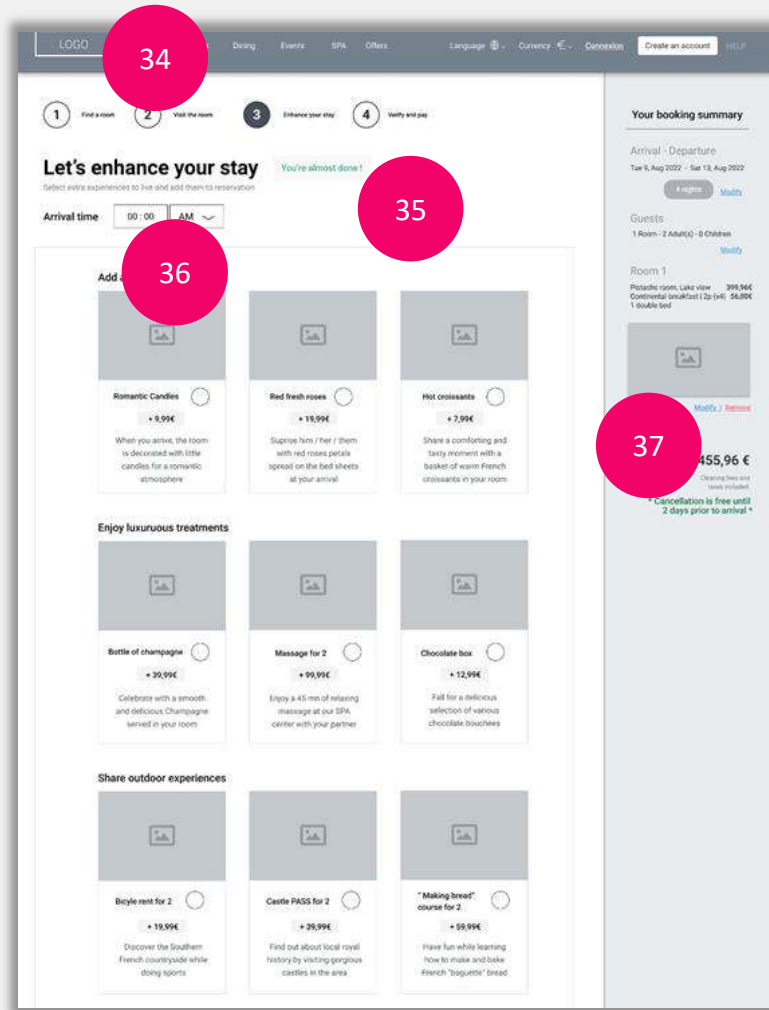 LOGO
Dining
Events
SPA
Offers
Language
Currency €
Connexion
Create an account
HELP
34
1
Find a room
2
Visit the room
3
Enhance your stay
4
Verify and pay
Let's enhance your stay
You're almost done !
Select extra experiences to live and add them to reservation
35
Arrival time
00 : 00
AM
36
Add a
Romantic Candles
+ 9,99€
When you arrive, the room
is decorated with little
candles for a romantic
atmosphere
Red fresh roses
+ 19,99€
Suprise him / her / them
with red roses petals
spread on the bed sheets
at your arrival
Hot croissants
+ 7,99€
Share a comforting and
tasty moment with a
basket of warm French
croissants in your room
Enjoy luxuruous treatments
Bottle of champagne
+ 39,99€
Celebrate with a smooth
and delicious Champagne
served in your room
Massage for 2
+ 99,99€
Enjoy a 45 mn of relaxing
massage at our SPA
center with your partner
Chocolate box
+ 12,99€
Fall for a delicious
selection of various
chocolate bouchees
Share outdoor experiences
Bicyle rent for 2
+ 19,99€
Discover the Southern
French countryside while
doing sports
Castle PASS for 2
+ 39,99€
Find out about local royal
history by visiting gorgious
castles in the area
" Making bread"
course for 2
+ 59,99€
Have fun while learning
how to make and bake
French "baguette" bread
Your booking summary
Arrival - Departure
Tue 9, Aug 2022 - Sat 13, Aug 2022
4 nights
Modify
Guests
1 Room - 2 Adult(s) - 0 Children
Modify
Room 1
Pistache room, Lake view 399,96€
Continental breakfast ( 2p (x4) 56,00€
1 double bed
Modify / Remove
37
455,96 €
Cleaning fees and
taxes included
* Cancellation is free until
2 days prior to arrival *